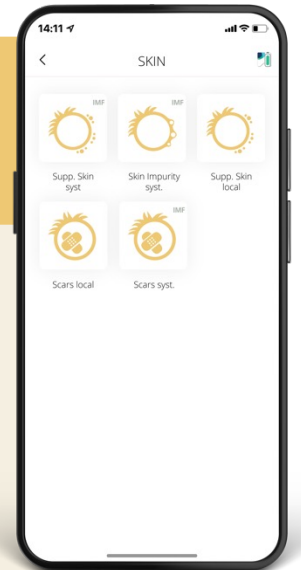 14:11
SKIN
IMF
IMF
Supp. Skin
syst
Skin Impurity
syst.
Supp. Skin
local
IMF
Scars local
Scars syst.